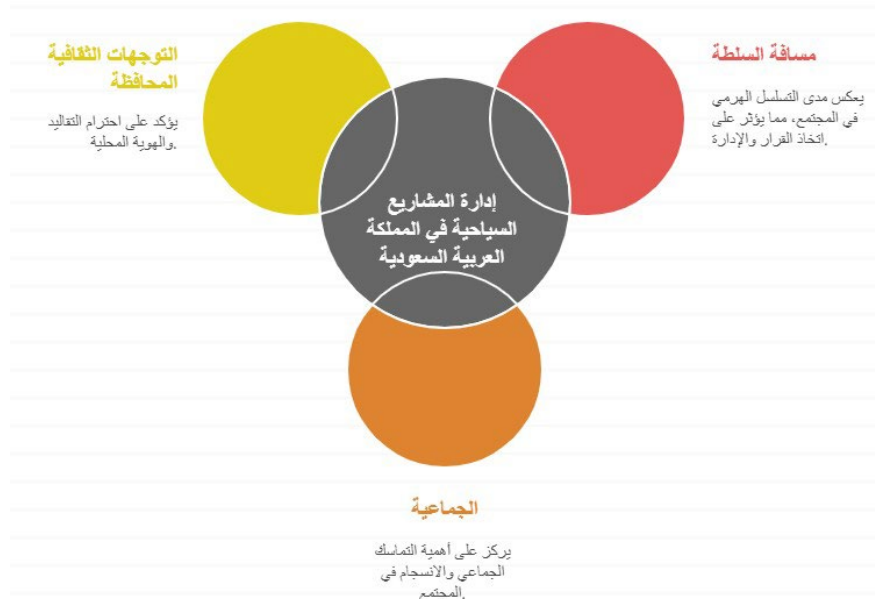 مسافة السلطة
يعكس مدى التسلسل الهرمي
في المجتمع، مما يؤثر على
اتخاذ القرار والإدارة.
التوجهات الثقافية
المحافظة
يؤكد على احترام التقاليد
والهوية المحلية.
إدارة المشاريع
السياحية في المملكة
العربية السعودية
الجماعية
يركز على أهمية التماسك
الجماعي والانسجام في
المجتمع.